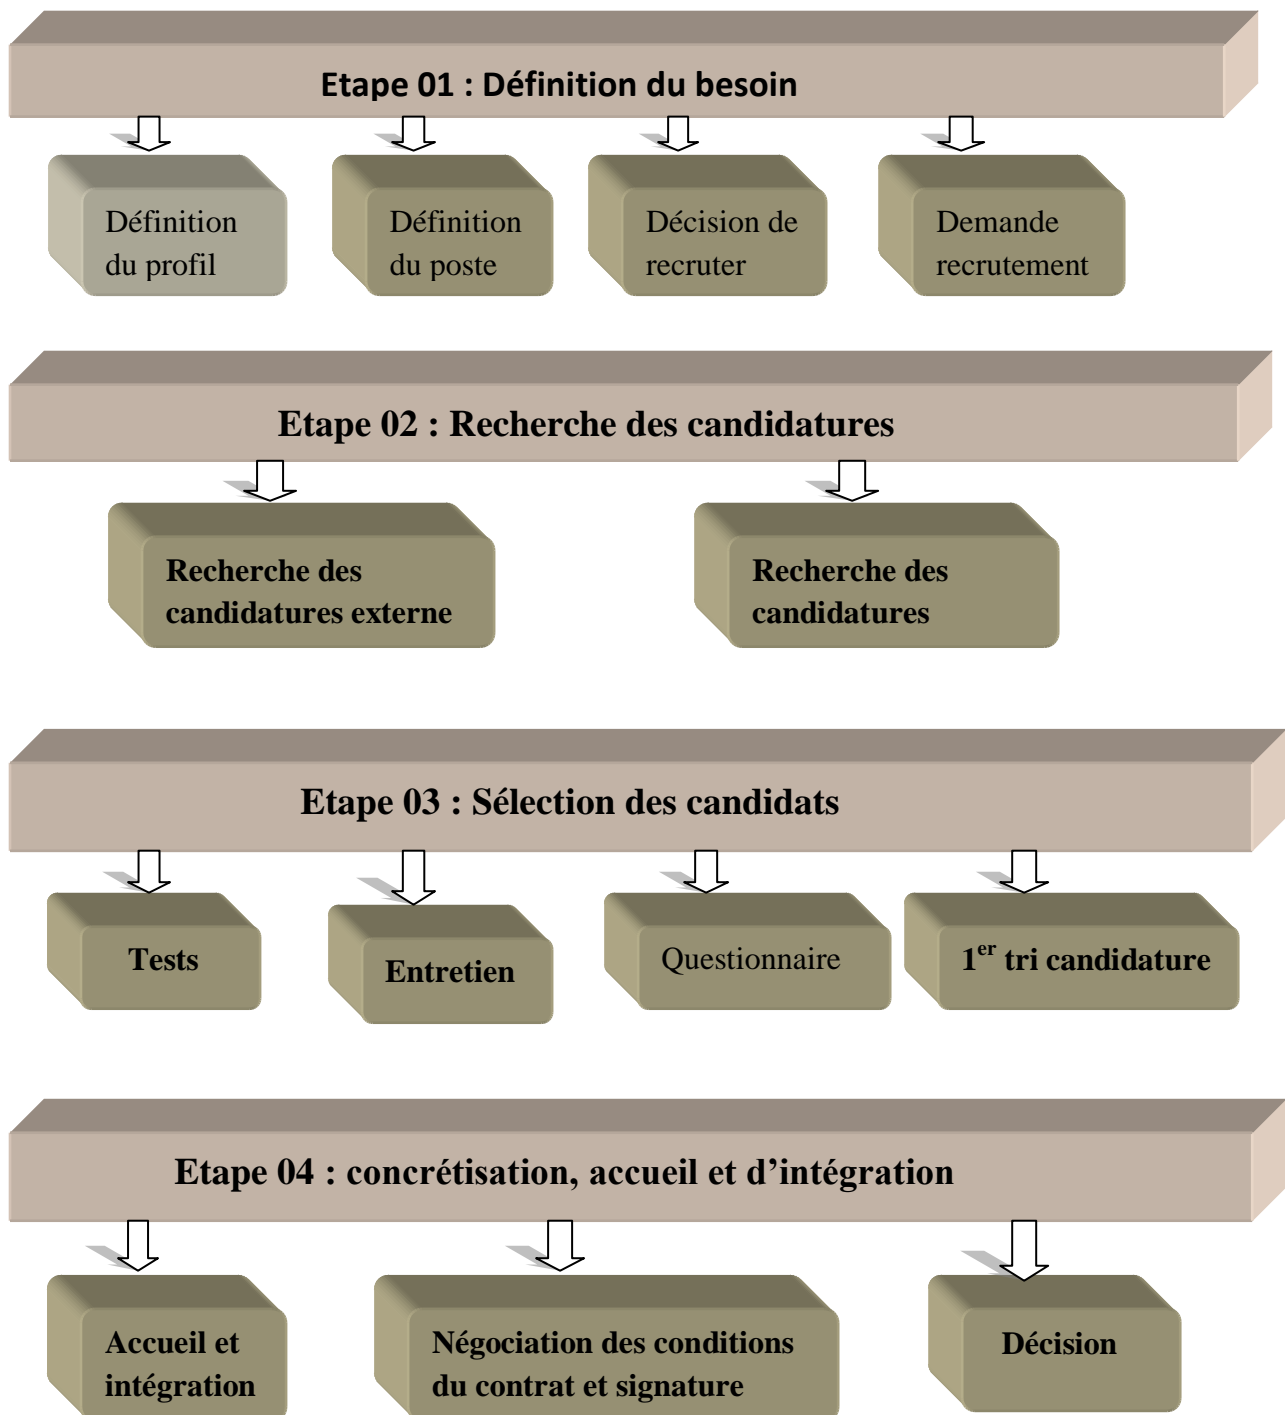 Etape 01 : Définition du besoin
Définition
du profil
Définition
du poste
Décision de
recruter
Demande
recrutement
Etape 02 : Recherche des candidatures
Recherche des
candidatures externe
Recherche des
candidatures
Etape 03 : Sélection des candidats
Tests
Entretien
Questionnaire
1er tri candidature
Etape 04 : concrétisation, accueil et d’intégration
Accueil et
intégration
Négociation des conditions
du contrat et signature
Décision